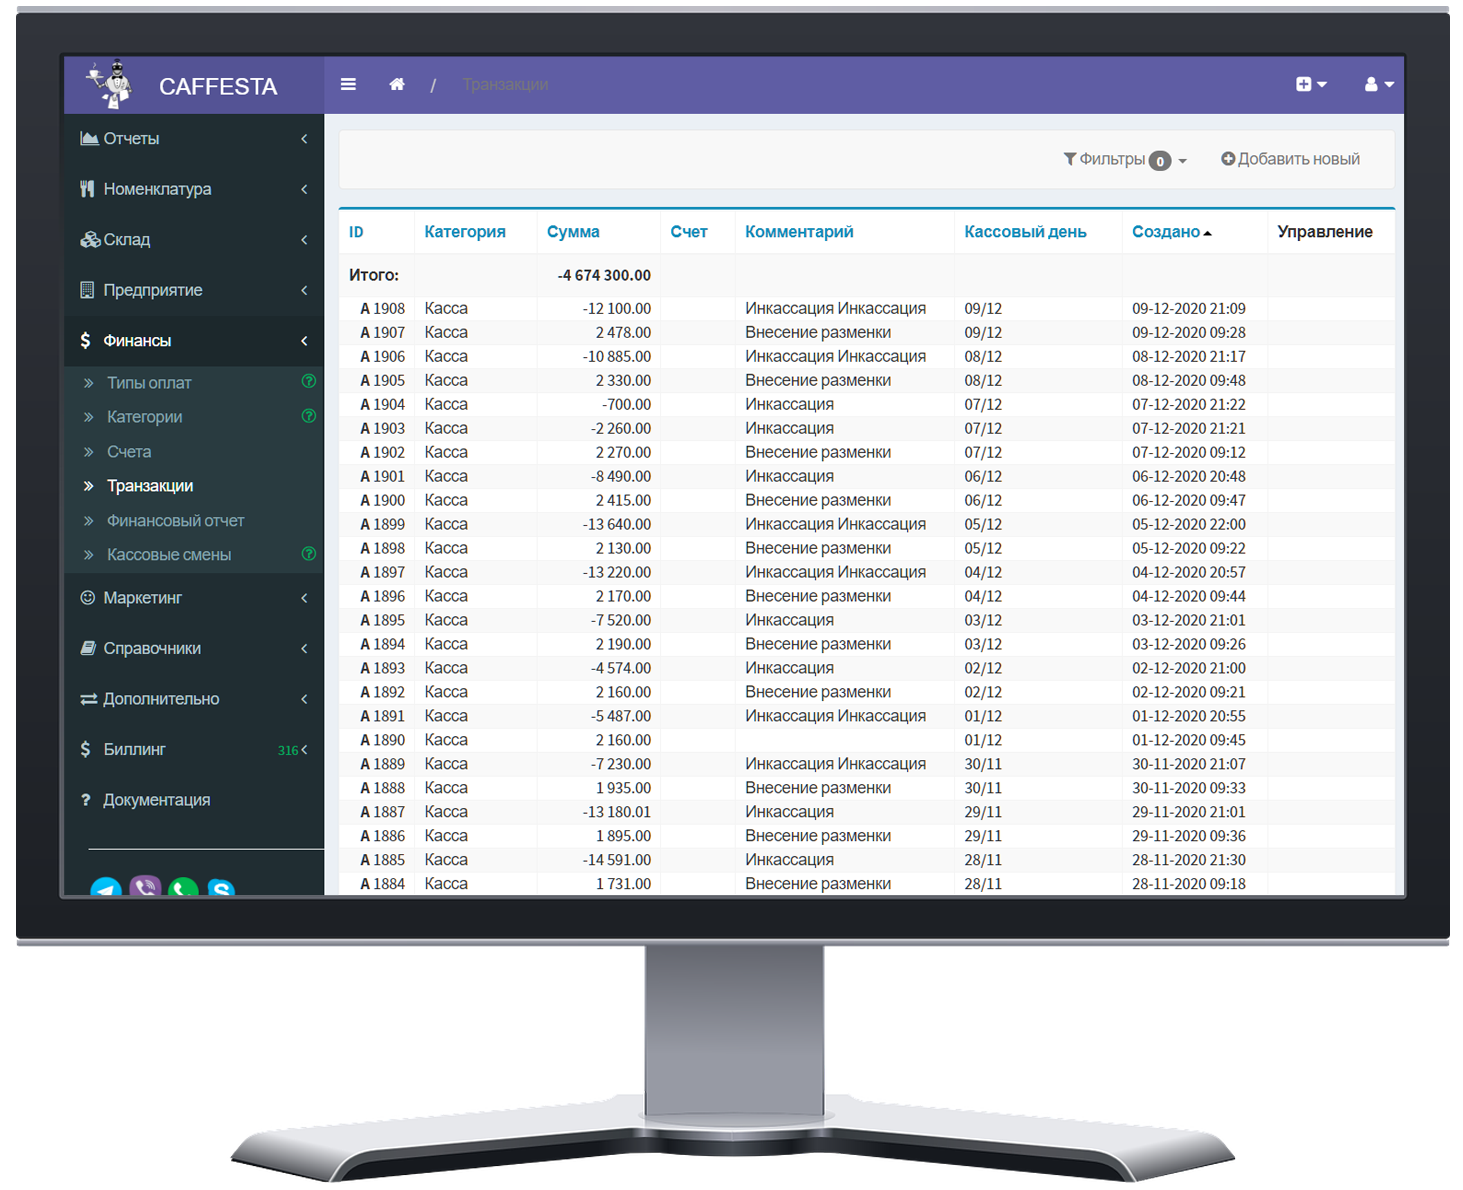 CAFFESTA
/ Транзакции
Отчеты
Номенклатура
Склад
Предприятие
$ Финансы
» Типы оплат ?
» Категории ?
» Счета
» Транзакции
» Финансовый отчет
» Кассовые смены ?
Маркетинг
Справочники
Дополнительно
$ Биллинг 316
? Документация
Фильтры 0 Добавить новый
ID Категория Сумма Счет Комментарий Кассовый день Создано Управление
Итого: -4 674 300.00
A 1908 Касса -12 100.00 Инкассация Инкассация 09/12 09-12-2020 21:09
A 1907 Касса 2 478.00 Внесение разменки 09/12 09-12-2020 09:28
A 1906 Касса -10 885.00 Инкассация Инкассация 08/12 08-12-2020 21:17
A 1905 Касса 2 330.00 Внесение разменки 08/12 08-12-2020 09:48
A 1904 Касса -700.00 Инкассация 07/12 07-12-2020 21:22
A 1903 Касса -2 260.00 Инкассация 07/12 07-12-2020 21:21
A 1902 Касса 2 270.00 Внесение разменки 07/12 07-12-2020 09:12
A 1901 Касса -8 490.00 Инкассация 06/12 06-12-2020 20:48
A 1900 Касса 2 415.00 Внесение разменки 06/12 06-12-2020 09:47
A 1899 Касса -13 640.00 Инкассация Инкассация 05/12 05-12-2020 22:00
A 1898 Касса 2 130.00 Внесение разменки 05/12 05-12-2020 09:22
A 1897 Касса -13 220.00 Инкассация Инкассация 04/12 04-12-2020 20:57
A 1896 Касса 2 170.00 Внесение разменки 04/12 04-12-2020 09:44
A 1895 Касса -7 520.00 Инкассация 03/12 03-12-2020 21:01
A 1894 Касса 2 190.00 Внесение разменки 03/12 03-12-2020 09:26
A 1893 Касса -4 574.00 Инкассация 02/12 02-12-2020 21:00
A 1892 Касса 2 160.00 Внесение разменки 02/12 02-12-2020 09:21
A 1891 Касса -5 487.00 Инкассация Инкассация 01/12 01-12-2020 20:55
A 1890 Касса 2 160.00 01/12 01-12-2020 09:45
A 1889 Касса -7 230.00 Инкассация Инкассация 30/11 30-11-2020 21:07
A 1888 Касса 1 935.00 Внесение разменки 30/11 30-11-2020 09:33
A 1887 Касса -13 180.01 Инкассация 29/11 29-11-2020 21:01
A 1886 Касса 1 895.00 Внесение разменки 29/11 29-11-2020 09:36
A 1885 Касса -14 591.00 Инкассация 28/11 28-11-2020 21:30
A 1884 Касса 1 731.00 Внесение разменки 28/11 28-11-2020 09:18